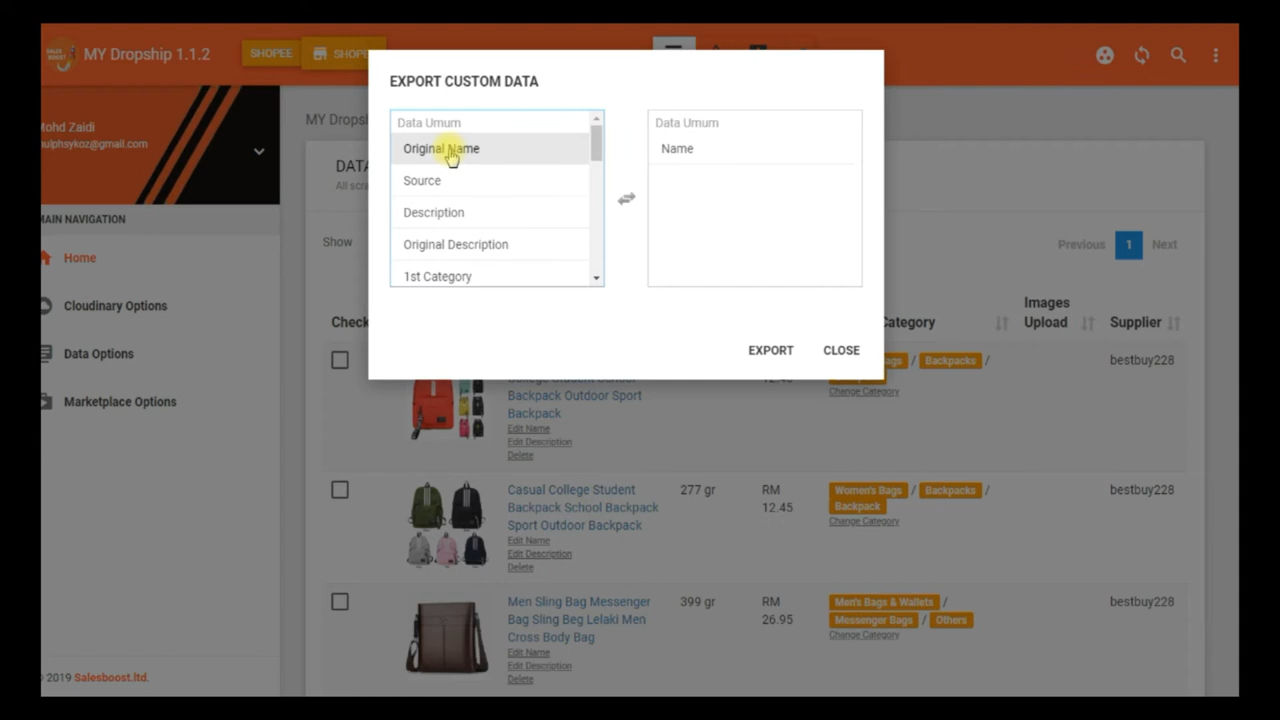 SALES
BOOST
MY Dropship 1.1.2
SHOPEE
EXPORT CUSTOM DATA
Data Umum
Original Name
Source
Description
Original Description
1st Category
Data Umum
Name
EXPORT
CLOSE
Mohd Zaidi
ulphsykoz@gmail.com
MAIN NAVIGATION
Home
Cloudinary Options
Data Options
Marketplace Options
© 2019 Salesboost.ltd.
Show
Previous 1 Next
Images
Upload
Supplier
Backpacks /
bestbuy228
Change Category
Backpack Outdoor Sport
Backpack
Edit Name
Edit Description
Delete
Casual College Student
Backpack School Backpack
Sport Outdoor Backpack
Edit Name
Edit Description
Delete
277 gr
RM
12.45
Women's Bags / Backpacks /
Backpack
Change Category
bestbuy228
Men Sling Bag Messenger
Bag Sling Beg Lelaki Men
Cross Body Bag
Edit Name
Edit Description
Delete
399 gr
RM
26.95
Men's Bags & Wallets /
Messenger Bags / Others
Change Category
bestbuy228